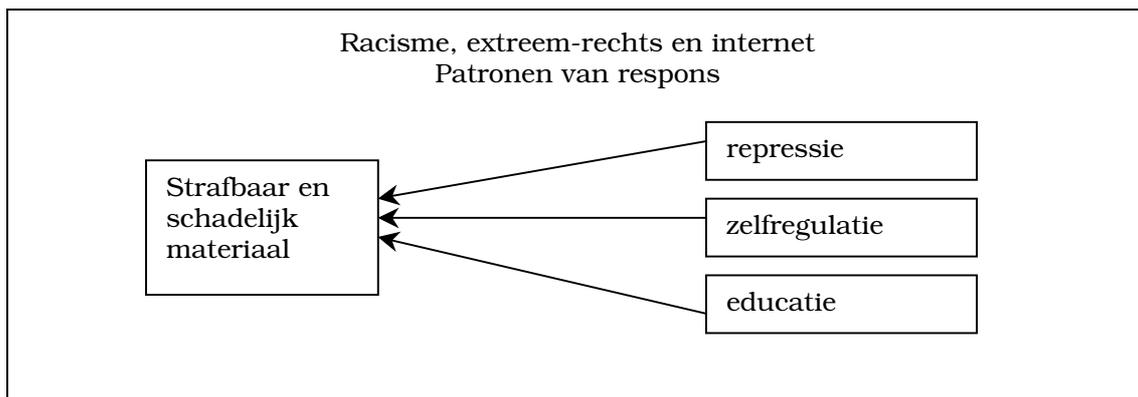 Racisme, extreem-rechts en internet
Patronen van respons
Strafbaar en
schadelijk
materiaal
repressie
zelfregulatie
educatie